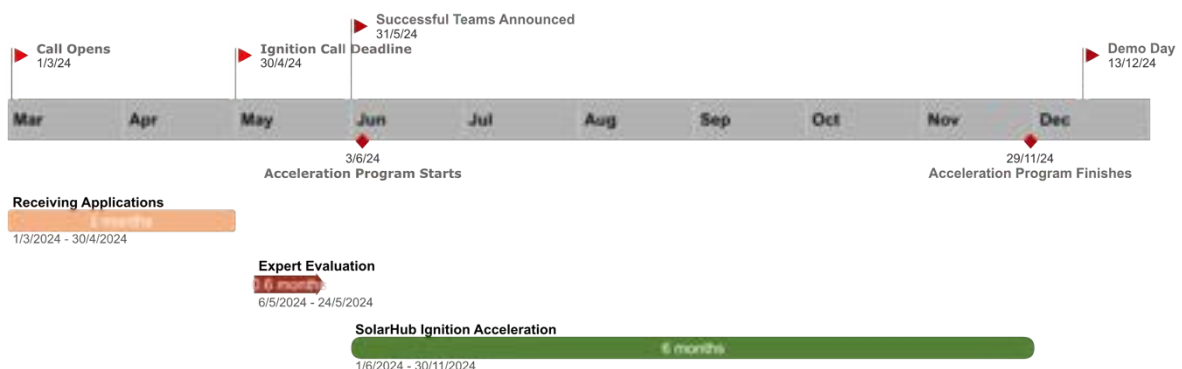 Successful Teams Announced
31/5/24
Call Opens
1/3/24
Ignition Call Deadline
30/4/24
Demo Day
13/12/24
Mar Apr May Jun Jul Aug Sep Oct Nov Dec
3/6/24
Acceleration Program Starts
29/11/24
Acceleration Program Finishes
Receiving Applications
months
1/3/2024 - 30/4/2024
Expert Evaluation
6 months
6/5/2024 - 24/5/2024
SolarHub Ignition Acceleration
6 months
1/6/2024 - 30/11/2024